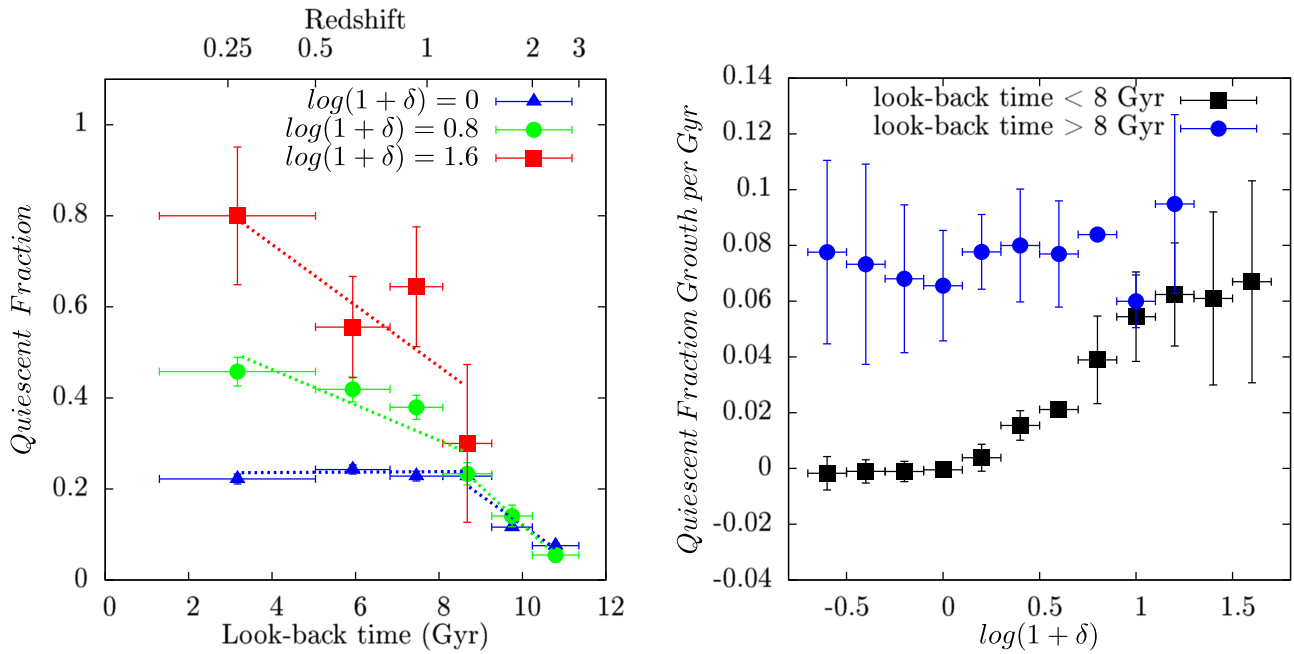 Redshift
0.25 0.5 1 2 3
log(1 + δ) = 0
log(1 + δ) = 0.8
log(1 + δ) = 1.6
1
0.8
0.6
0.4
0.2
0
Quiescent Fraction
0 2 4 6 8 10 12
Look-back time (Gyr)
look-back time < 8 Gyr
look-back time > 8 Gyr
0.14
0.12
0.1
0.08
0.06
0.04
0.02
0
-0.02
-0.04
Quiescent Fraction Growth per Gyr
-0.5 0 0.5 1 1.5
log(1 + δ)